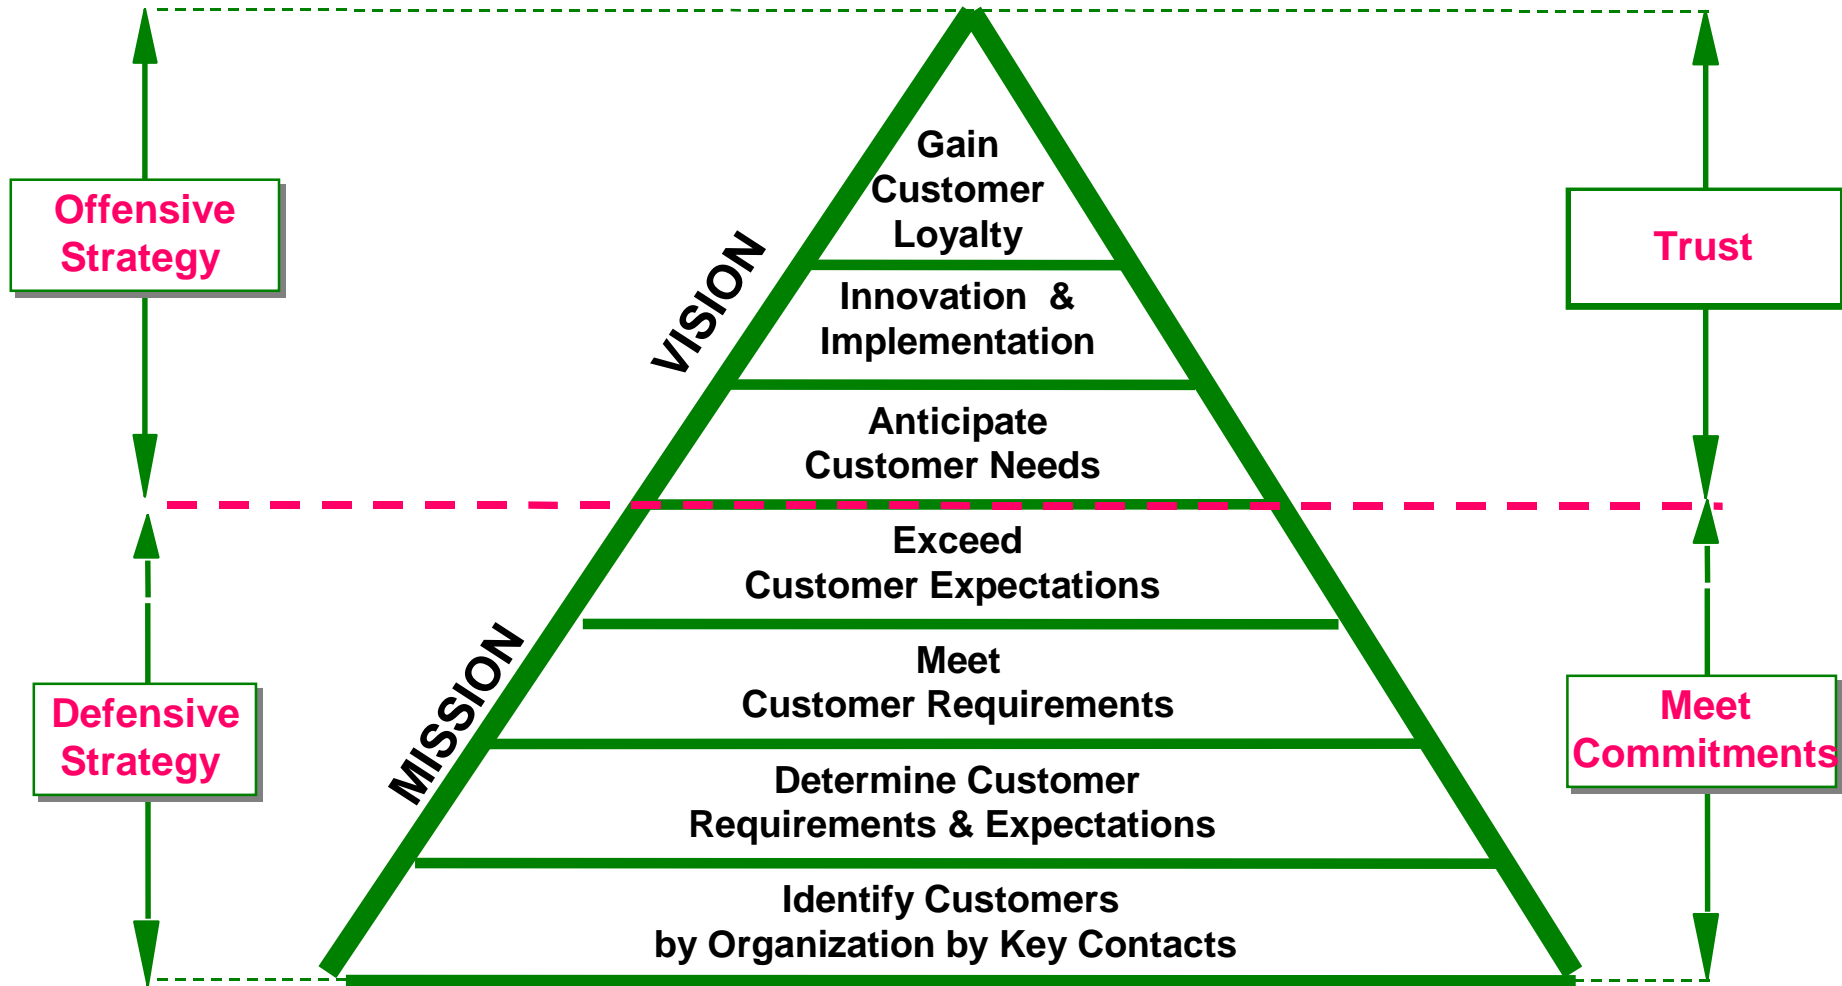 Gain
Customer
Loyalty
Offensive
Strategy
Trust
VISION
Innovation &
Implementation
Anticipate
Customer Needs
Exceed
Customer Expectations
MISSION
Meet
Customer Requirements
Defensive
Strategy
Meet
Commitments
Determine Customer
Requirements & Expectations
Identify Customers
by Organization by Key Contacts